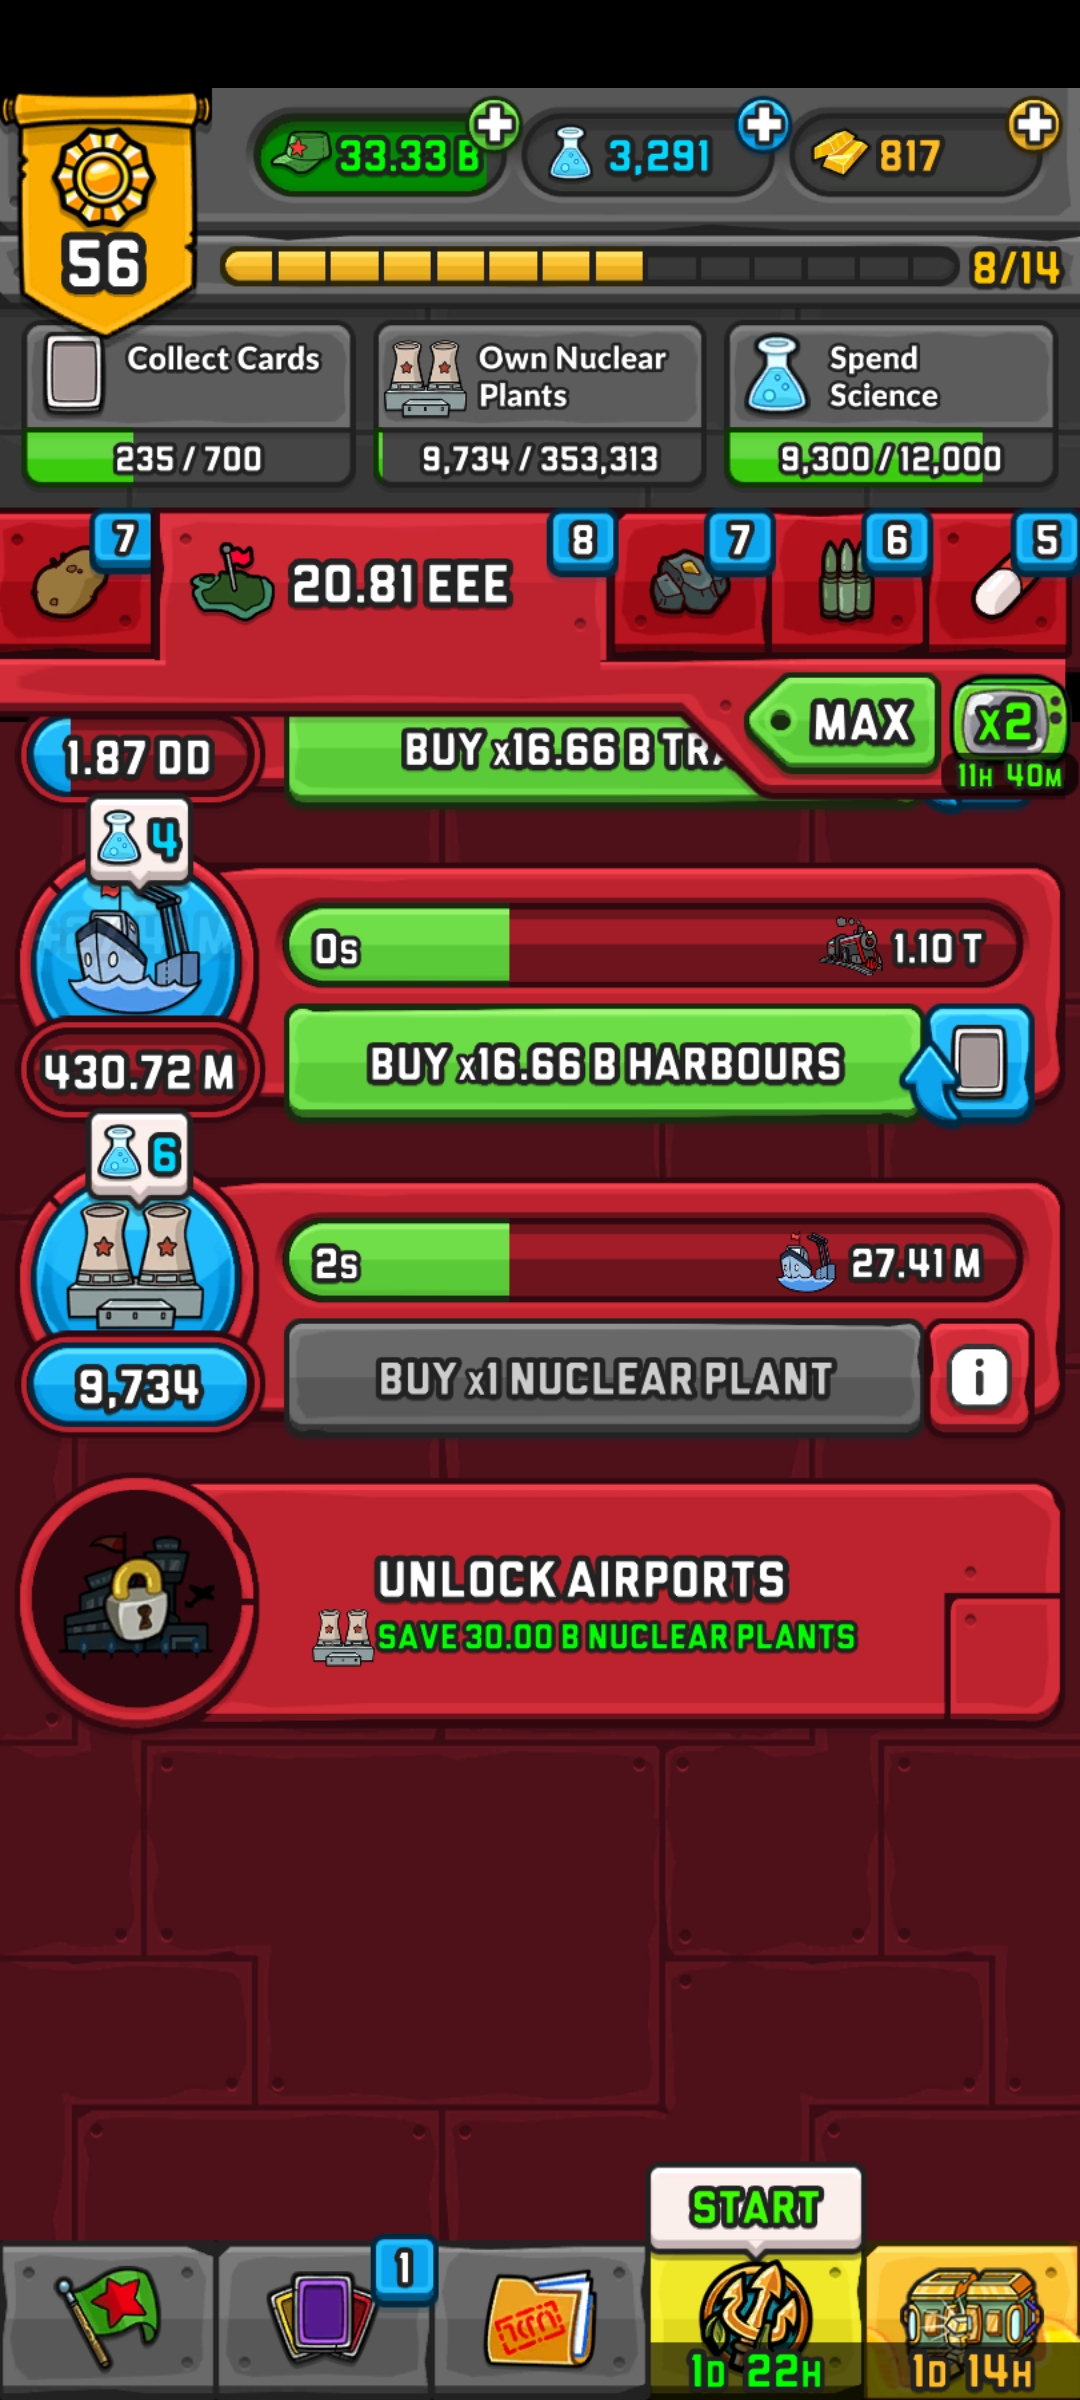 56
33.33 B
3,291
817
8/14
Collect Cards
235 / 700
Own Nuclear
Plants
9,734 / 353,313
Spend
Science
9,300 / 12,000
7
20.81 EEE
8
7
6
5
MAX
x2
11H 40M
1.87 DD
BUY x16.66 B
4
0s
1.10 T
430.72 M
BUY x16.66 B HARBOURS
6
2s
27.41 M
9,734
BUY x1 NUCLEAR PLANT
i
UNLOCK AIRPORTS
SAVE 30.00 B NUCLEAR PLANTS
START
1
1D 22H
1D 14H